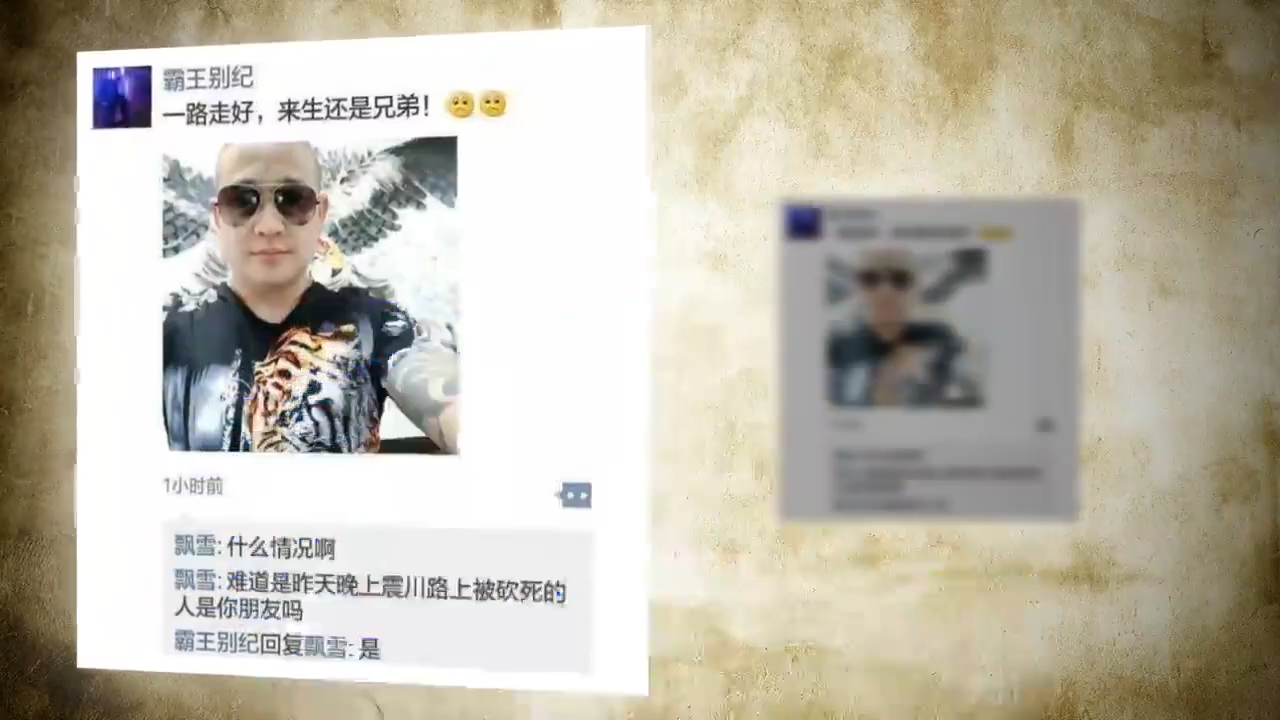 霸王别纪
一路走好，来生还是兄弟！
1小时前
飘雪: 什么情况啊
飘雪: 难道是昨天晚上震川路上被砍死的
人是你朋友吗
霸王别纪回复飘雪: 是